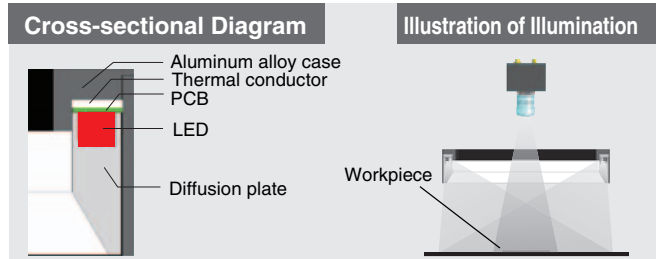 Cross-sectional Diagram
Illustration of Illumination
Aluminum alloy case
Thermal conductor
PCB
LED
Diffusion plate
Workpiece